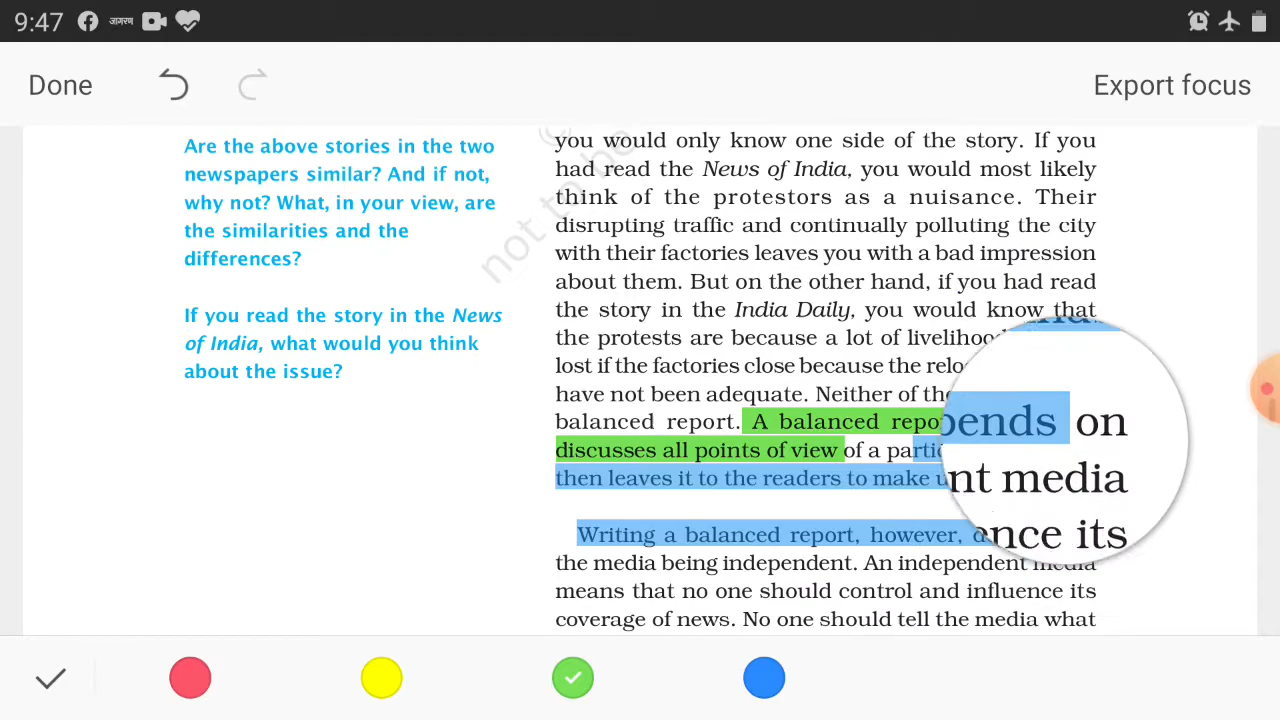 9:47 जागरण
Done
Export focus
Are the above stories in the two
newspapers similar? And if not,
why not? What, in your view, are
the similarities and the
differences?
If you read the story in the News
of India, what would you think
about the issue?
not to be
you would only know one side of the story. If you
had read the News of India, you would most likely
think of the protestors as a nuisance. Their
disrupting traffic and continually polluting the city
with their factories leaves you with a bad impression
about them. But on the other hand, if you had read
the story in the India Daily, you would know that
the protests are because a lot of
lost if the factories close because the
have not been adequate. Neither of
balanced report. A balanced
discusses all points of view of a
then leaves it to the readers to make
Writing a balanced report, however,
the media being independent. An independent media
means that no one should control and influence its
coverage of news. No one should tell the media what
on
media
its